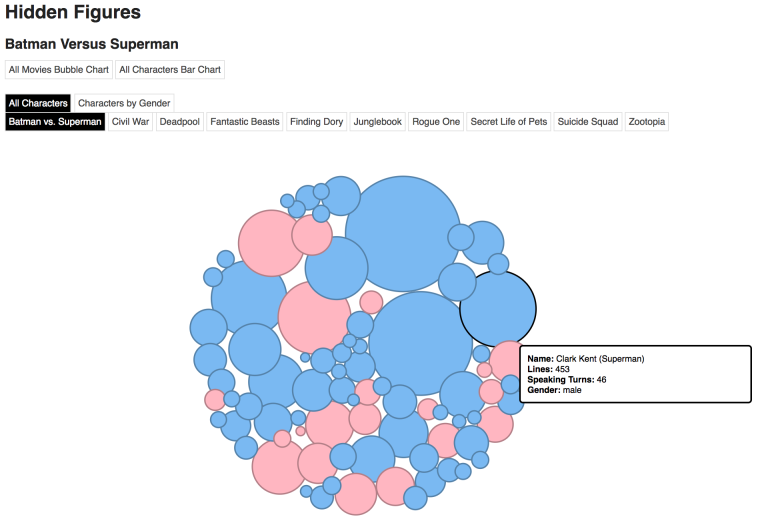 Hidden Figures
Batman Versus Superman
All Movies Bubble Chart All Characters Bar Chart
All Characters Characters by Gender
Batman vs. Superman Civil War Deadpool Fantastic Beasts Finding Dory Junglebook Rogue One Secret Life of Pets Suicide Squad Zootopia
Name: Clark Kent (Superman)
Lines: 453
Speaking Turns: 46
Gender: male